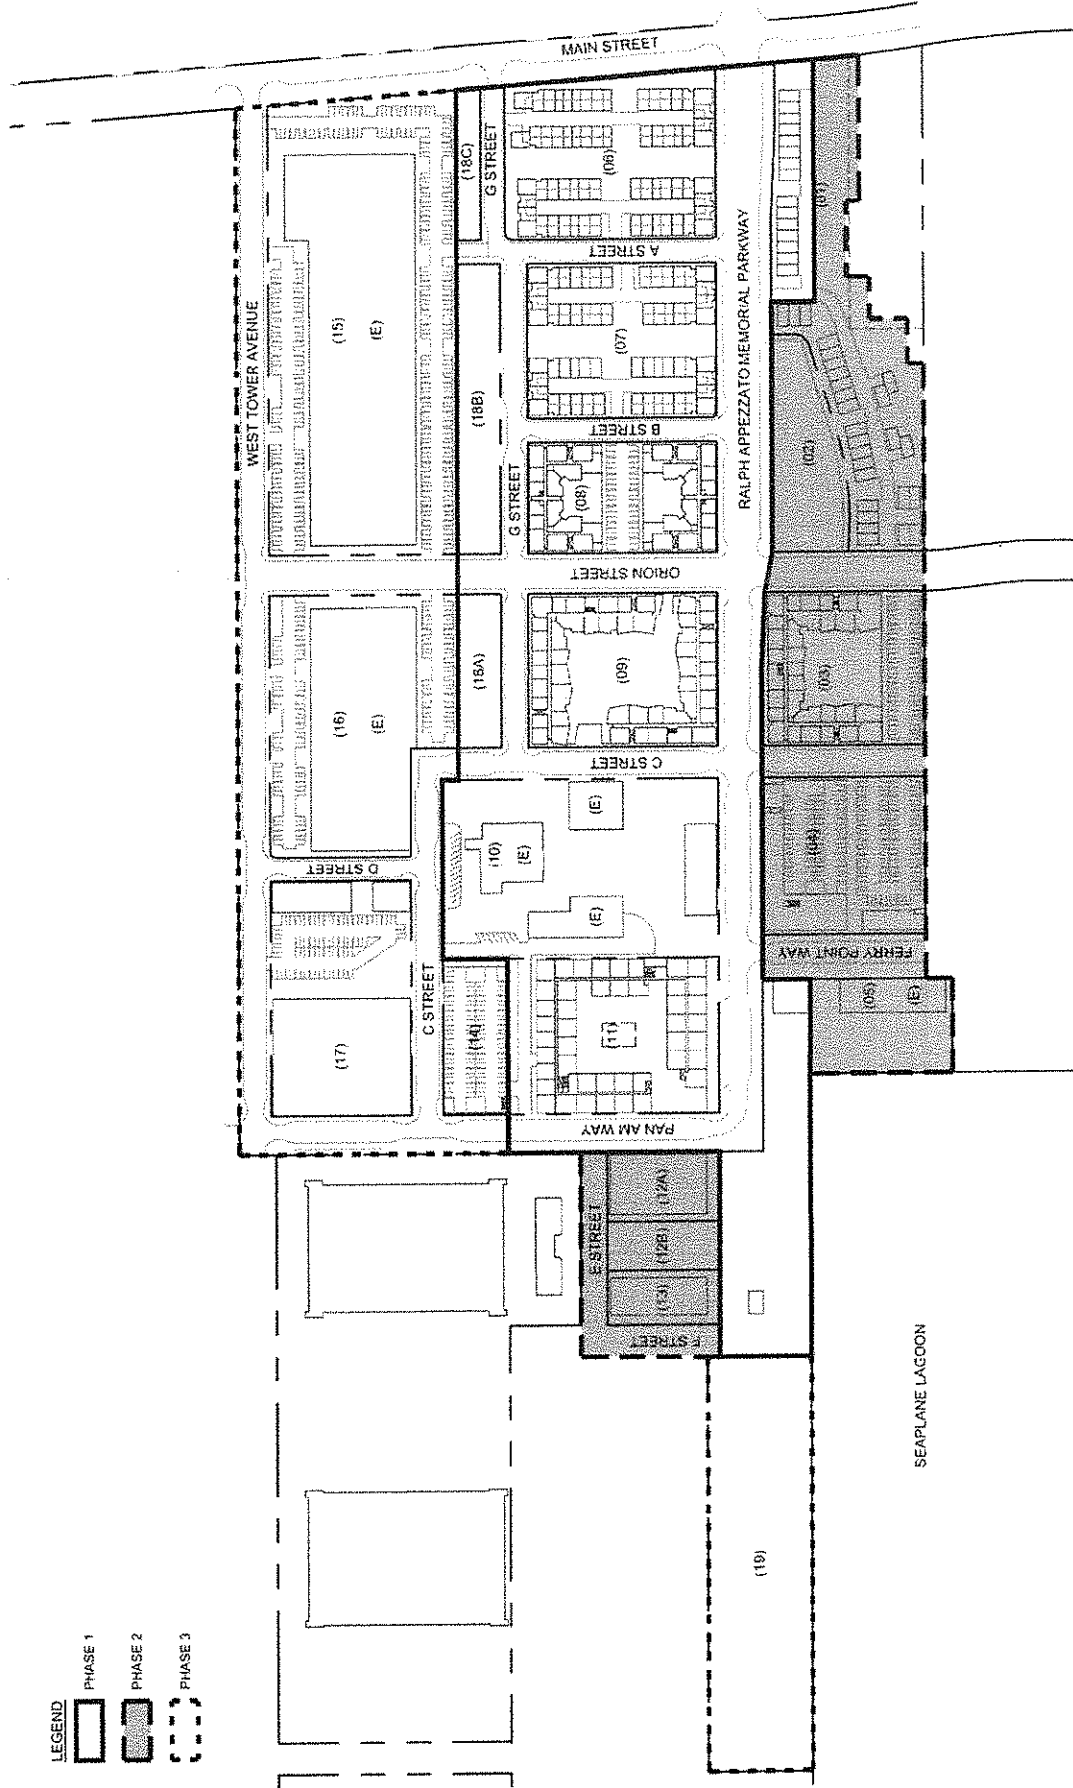 LEGEND
PHASE 1
PHASE 2
PHASE 3
MAIN STREET
WEST TOWER AVENUE
(15)
(E)
(16)
(E)
D STREET
(17)
C STREET
(14)
(18C)
G STREET
(18B)
G STREET
(18A)
(06)
A STREET
(07)
B STREET
(08)
ORION STREET
(09)
C STREET
(10)
(E)
(E)
(E)
(11)
PAN AM WAY
RALPH APPEZZATO MEMORIAL PARKWAY
(01)
(02)
(03)
(04)
FERRY POINT WAY
(05)
(E)
E STREET
(12A)
(12B)
(13)
F STREET
(19)
SEAPLANE LAGOON